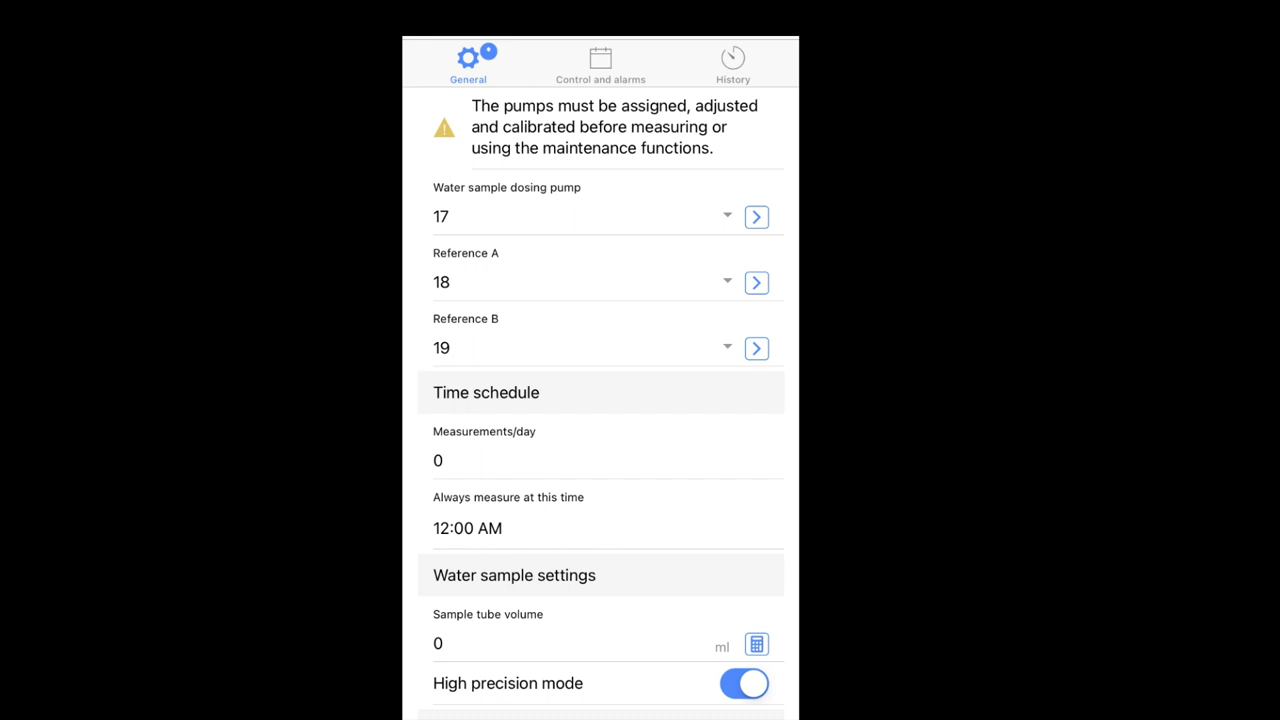 General
Control and alarms
History
The pumps must be assigned, adjusted
and calibrated before measuring or
using the maintenance functions.
Water sample dosing pump
17
Reference A
18
Reference B
19
Time schedule
Measurements/day
0
Always measure at this time
12:00 AM
Water sample settings
Sample tube volume
0 ml
High precision mode